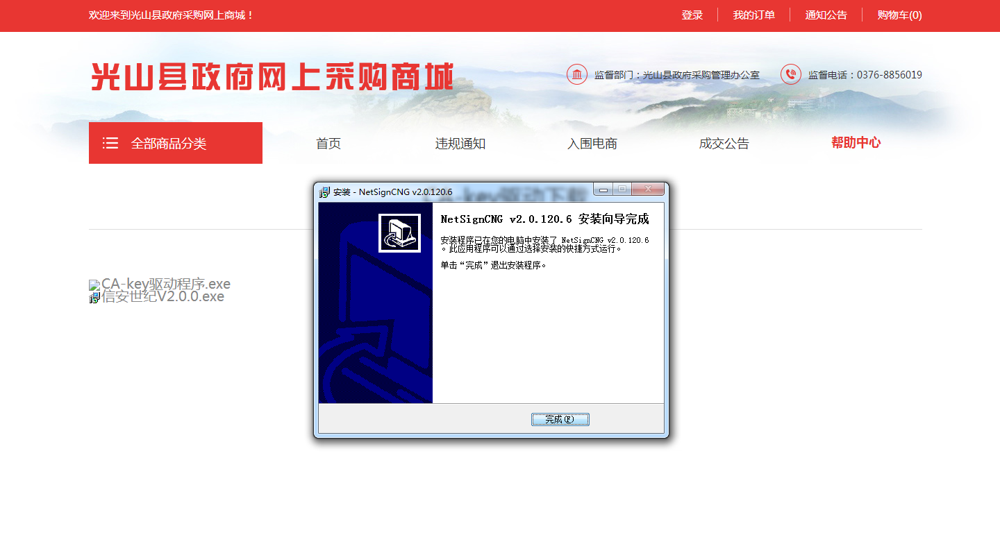 欢迎来到光山县政府采购网上商城！
登录 我的订单 通知公告 购物车(0)
光山县政府网上采购商城
监督部门：光山县政府采购管理办公室 监督电话：0376-8856019
全部商品分类 首页 违规通知 入围电商 成交公告 帮助中心
CA-key驱动下载
安装 - NetSignCNG v2.0.120.6
NetSignCNG v2.0.120.6 安装向导完成
安装程序已在您的电脑中安装了 NetSignCNG v2.0.120.6
。此应用程序可以通过选择安装的快捷方式运行。
单击“完成”退出安装程序。
CA-key驱动程序.exe
信安世纪V2.0.0.exe
完成(F)